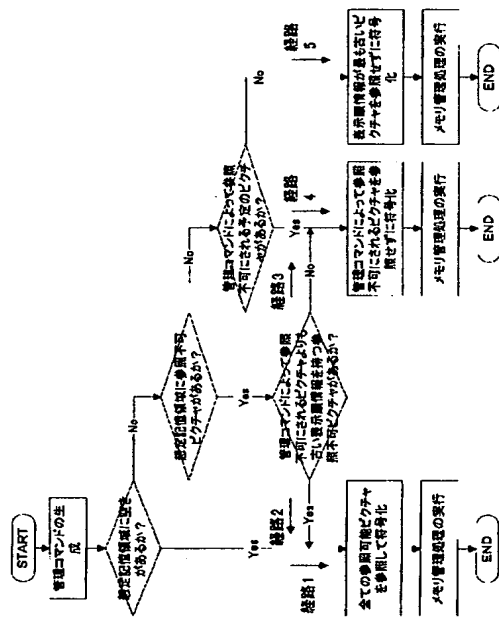 START
管理コマンドの生
成
所定記憶領域に空き
があるか?
No
Yes
所定記憶領域に参照不可
ピクチャがあるか?
No
Yes
管理コマンドによって参照
不可にされる予定のピクチ
ャがあるか?
No
Yes
管理コマンドによって参照
不可にされるピクチャよりも
古い表示順情報を持つ参
照不可ピクチャがあるか?
No
Yes
経路1
経路2
経路3
経路
4
経路
5
全ての参照可能ピクチャ
を参照して符号化
メモリ管理処理の実行
END
管理コマンドによって参照
不可にされるピクチャを参
照せずに符号化
メモリ管理処理の実行
END
表示順情報が最も古いピ
クチャを参照せずに符号
化
メモリ管理処理の実行
END